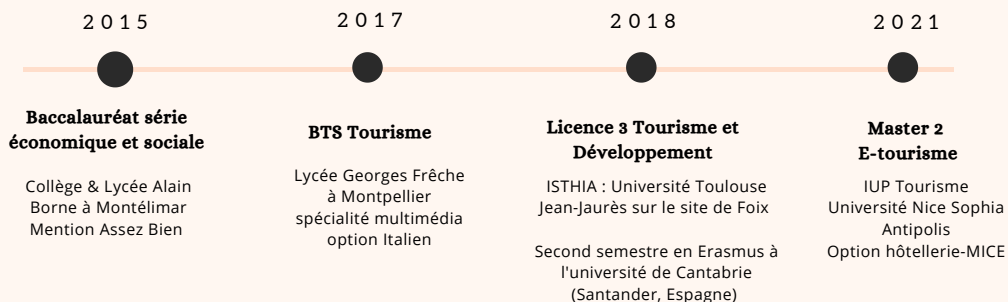 2015
Baccalauréat série
économique et sociale
Collège & Lycée Alain
Borne à Montélimar
Mention Assez Bien
2017
BTS Tourisme
Lycée Georges Frêche
à Montpellier
spécialité multimédia
option Italien
2018
Licence 3 Tourisme et
Développement
ISTHIA : Université Toulouse
Jean-Jaurès sur le site de Foix
Second semestre en Erasmus à
l'université de Cantabrie
(Santander, Espagne)
2021
Master 2
E-tourisme
IUP Tourisme
Université Nice Sophia
Antipolis
Option hôtellerie-MICE